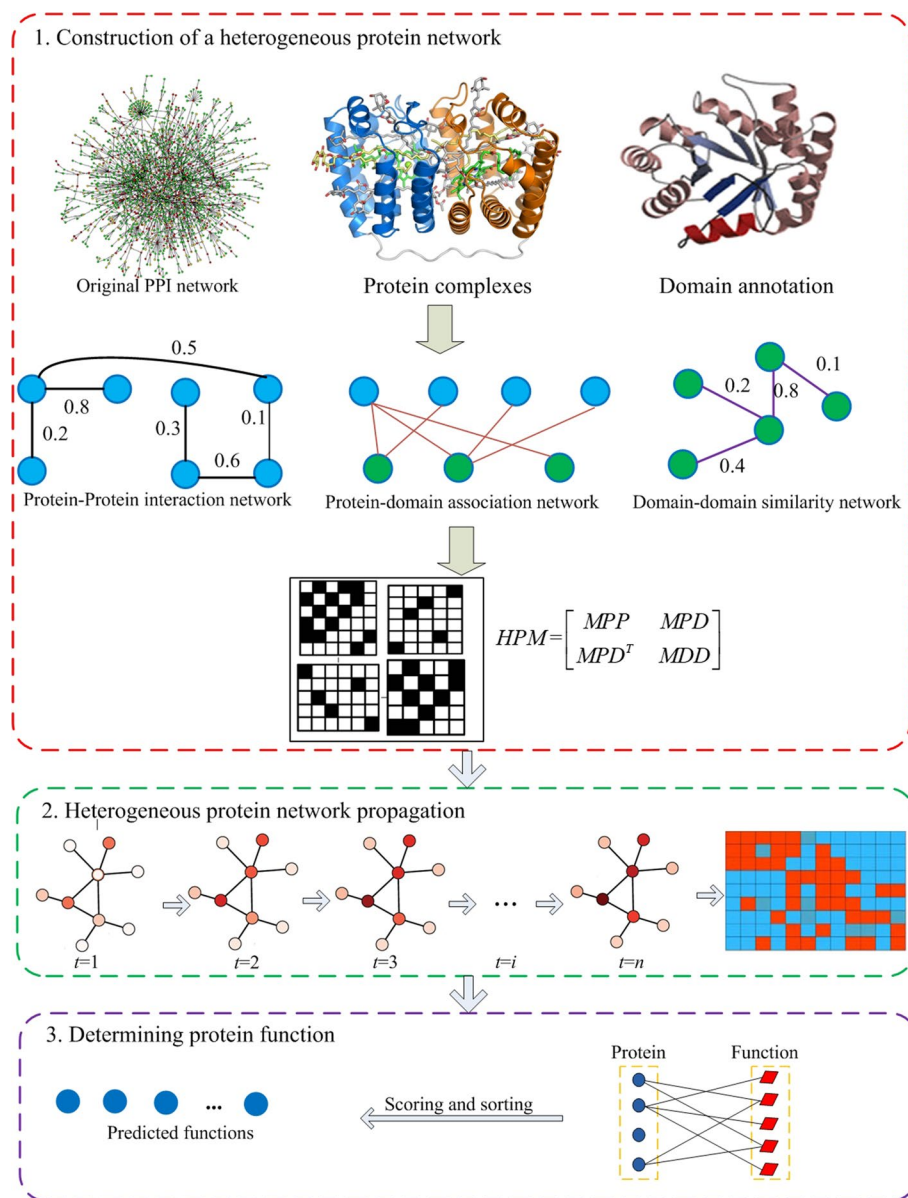 1. Construction of a heterogeneous protein network
Original PPI network
Protein complexes
Domain annotation
0.5
0.8
0.2
0.3
0.1
0.6
0.2
0.8
0.1
0.4
Protein-Protein interaction network
Protein-domain association network
Domain-domain similarity network
HPM = [ MPP MPD
MPD^T MDD ]
2. Heterogeneous protein network propagation
...
t=1
t=2
t=3
t=i
t=n
3. Determining protein function
Protein
Function
...
Scoring and sorting
Predicted functions